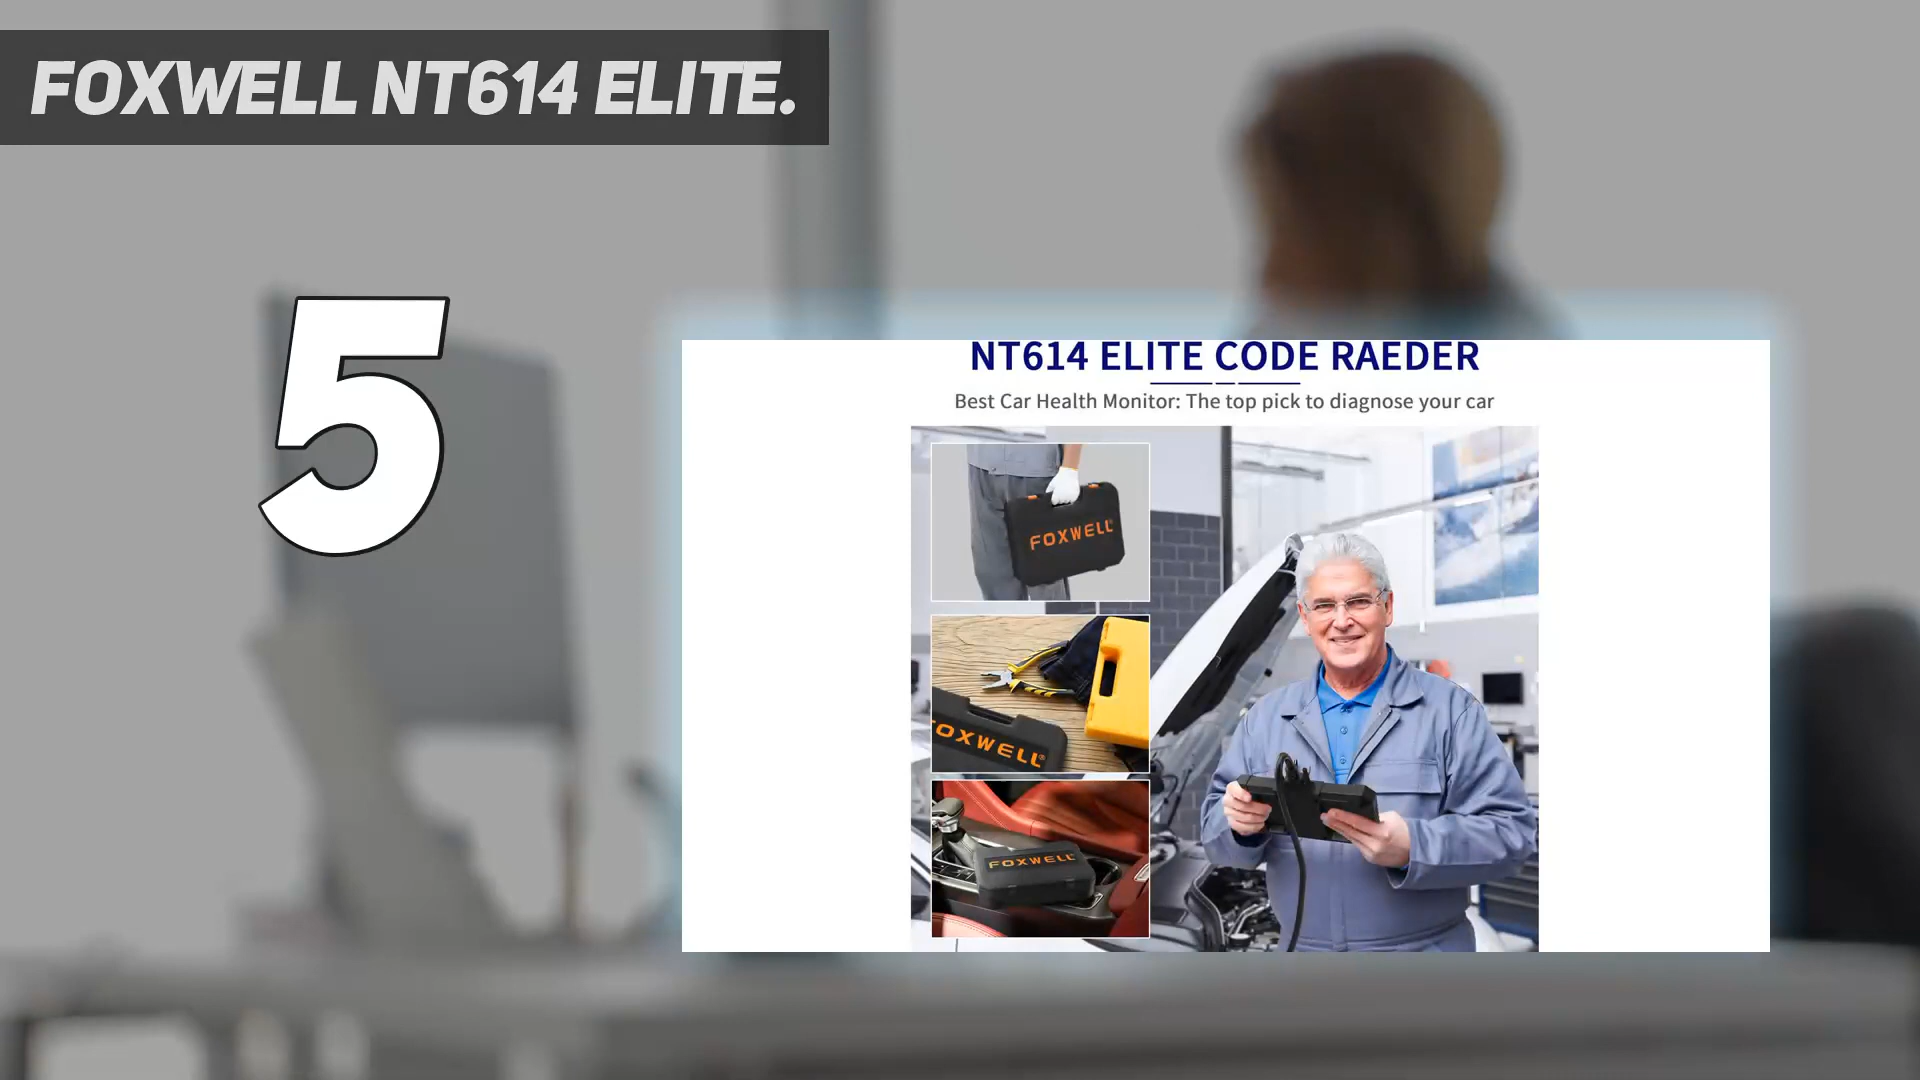 FOXWELL NT614 ELITE.
5
NT614 ELITE CODE RAEDER
Best Car Health Monitor: The top pick to diagnose your car
FOXWELL®
OXWELL®
FOXWELL®